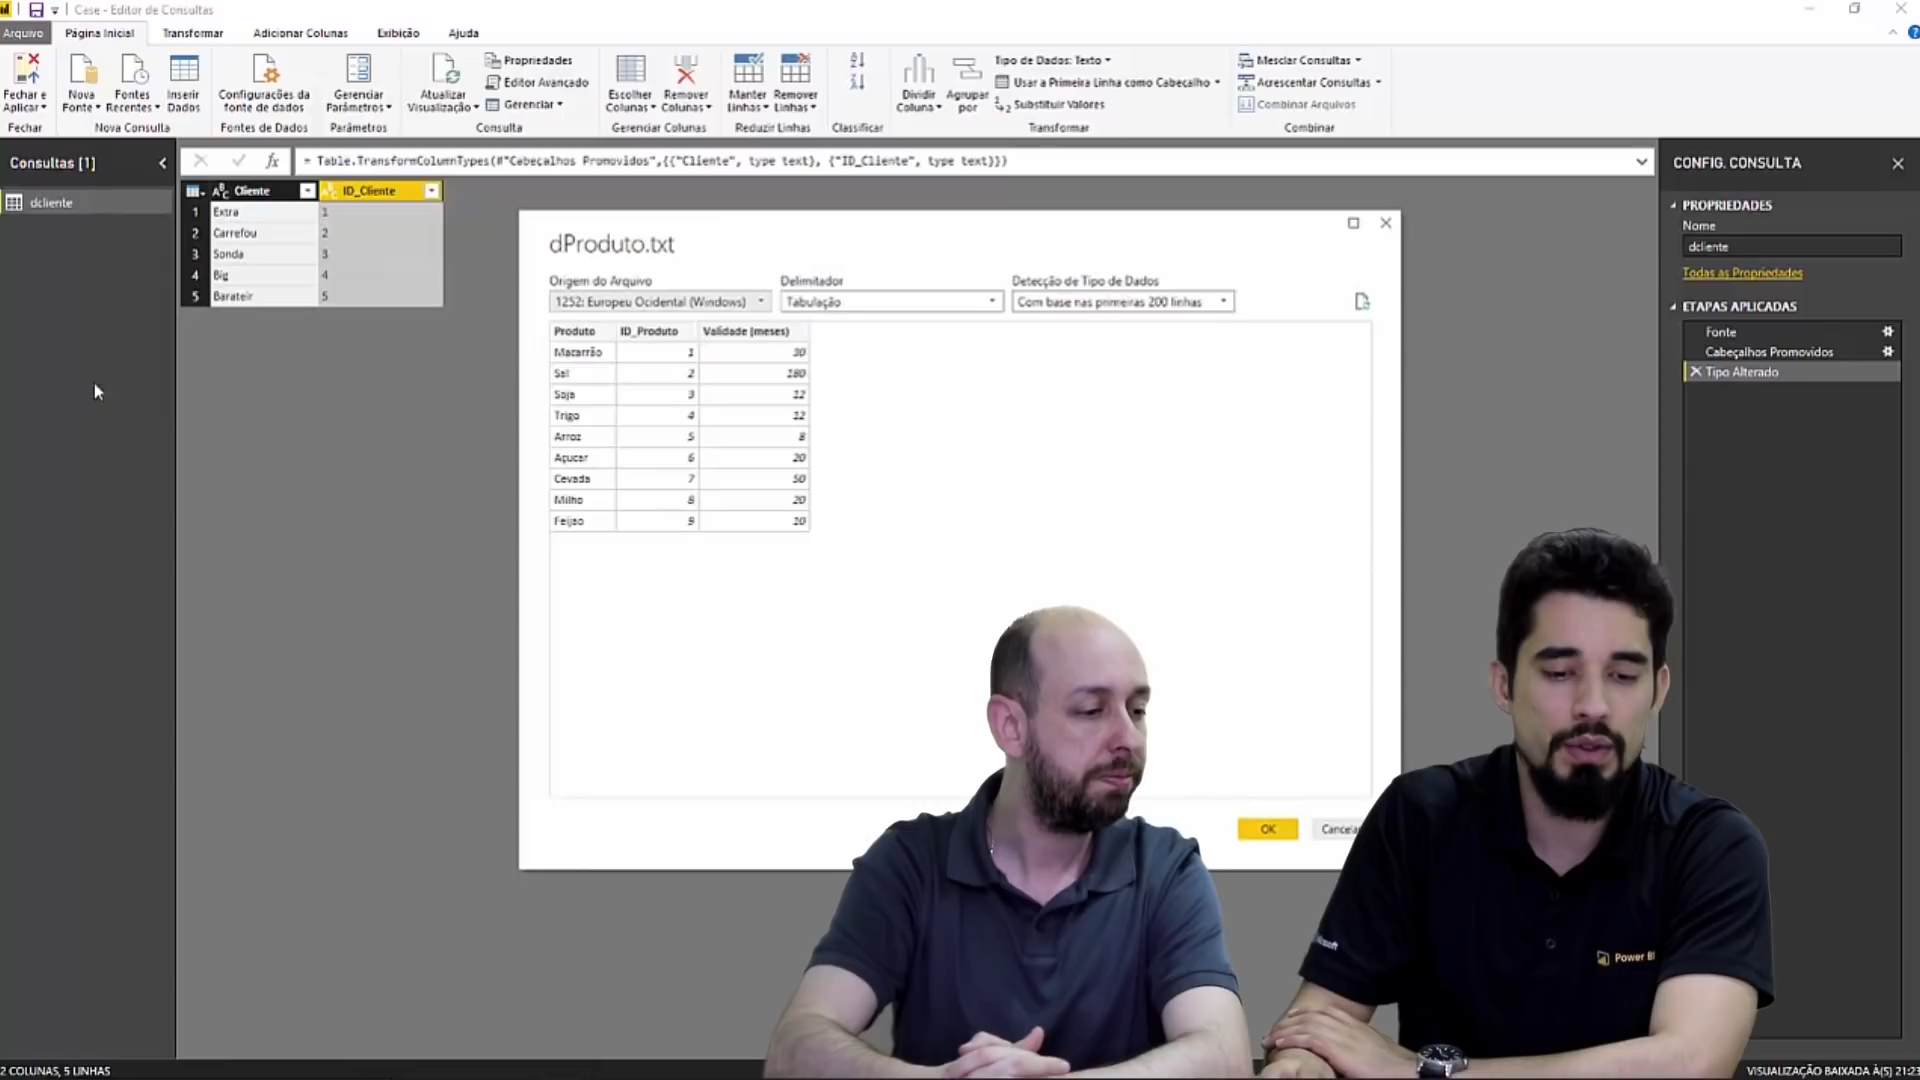 Case - Editor de Consultas
Arquivo Página Inicial Transformar Adicionar Colunas Exibição Ajuda
Fechar e Aplicar
Nova Fonte
Fontes Recentes
Inserir Dados
Configurações da fonte de dados
Gerenciar Parâmetros
Atualizar Visualização
Propriedades
Editor Avançado
Gerenciar
Escolher Colunas
Remover Colunas
Manter Linhas
Remover Linhas
Dividir Coluna
Agrupar por
Tipo de Dados: Texto
Usar a Primeira Linha como Cabeçalho
Substituir Valores
Mesclar Consultas
Acrescentar Consultas
Combinar Arquivos
Fechar Nova Consulta Fontes de Dados Parâmetros Consulta Gerenciar Colunas Reduzir Linhas Classificar Transformar Combinar
Consultas [1]
dcliente
fx
= Table.TransformColumnTypes(#"Cabeçalhos Promovidos",{{"Cliente", type text}, {"ID_Cliente", type text}})
Cliente ID_Cliente
1 Extra 1
2 Carrefou 2
3 Sonda 3
4 Big 4
5 Barateir 5
dProduto.txt
Origem do Arquivo Delimitador Detecção de Tipo de Dados
1252: Europeu Ocidental (Windows) Tabulação Com base nas primeiras 200 linhas
Produto ID_Produto Validade (meses)
Macarrão 1
Sal 2 180
Soja 3 12
Trigo 4 12
Arroz 5 8
Açucar 6 20
Cevada 7 50
Milho 8 20
Feijao 9
OK Cancelar
CONFIG. CONSULTA
PROPRIEDADES
Nome
dcliente
Todas as Propriedades
ETAPAS APLICADAS
Fonte
Cabeçalhos Promovidos
Tipo Alterado
Power BI
2 COLUNAS, 5 LINHAS
VISUALIZAÇÃO BAIXADA À(S) 21:23